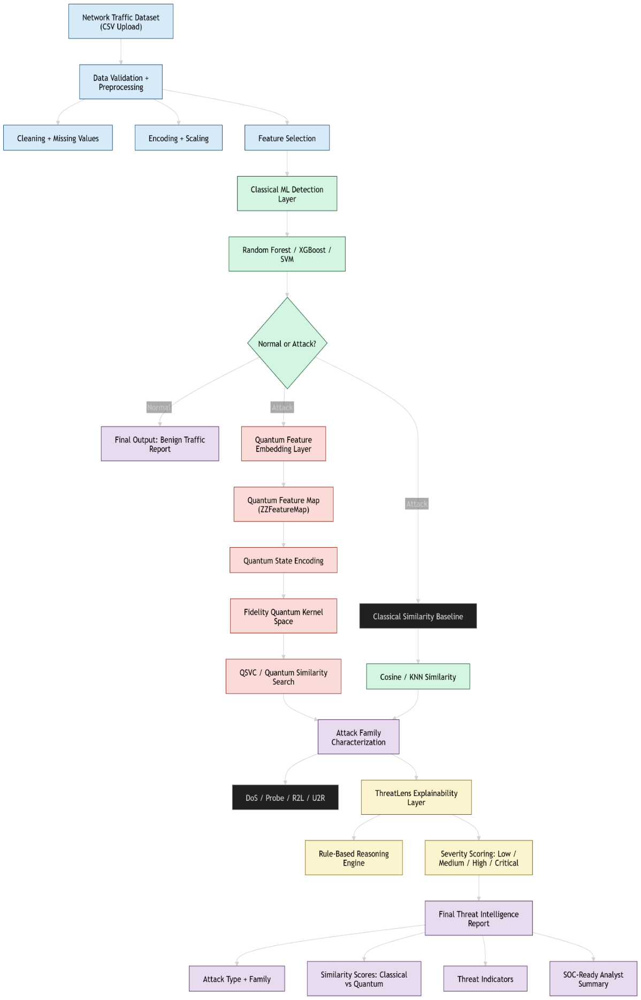 Network Traffic Dataset
(CSV Upload)
Data Validation +
Preprocessing
Cleaning + Missing Values
Encoding + Scaling
Feature Selection
Classical ML Detection
Layer
Random Forest / XGBoost /
SVM
Normal or Attack?
Normal
Attack
Final Output: Benign Traffic
Report
Quantum Feature
Embedding Layer
Quantum Feature Map
(ZZFeatureMap)
Attack
Quantum State Encoding
Fidelity Quantum Kernel
Space
Classical Similarity Baseline
QSVC / Quantum Similarity
Search
Cosine / KNN Similarity
Attack Family
Characterization
DoS / Probe / R2L / U2R
ThreatLens Explainability
Layer
Rule-Based Reasoning
Engine
Severity Scoring: Low /
Medium / High / Critical
Final Threat Intelligence
Report
Attack Type + Family
Similarity Scores: Classical
vs Quantum
Threat Indicators
SOC-Ready Analyst
Summary